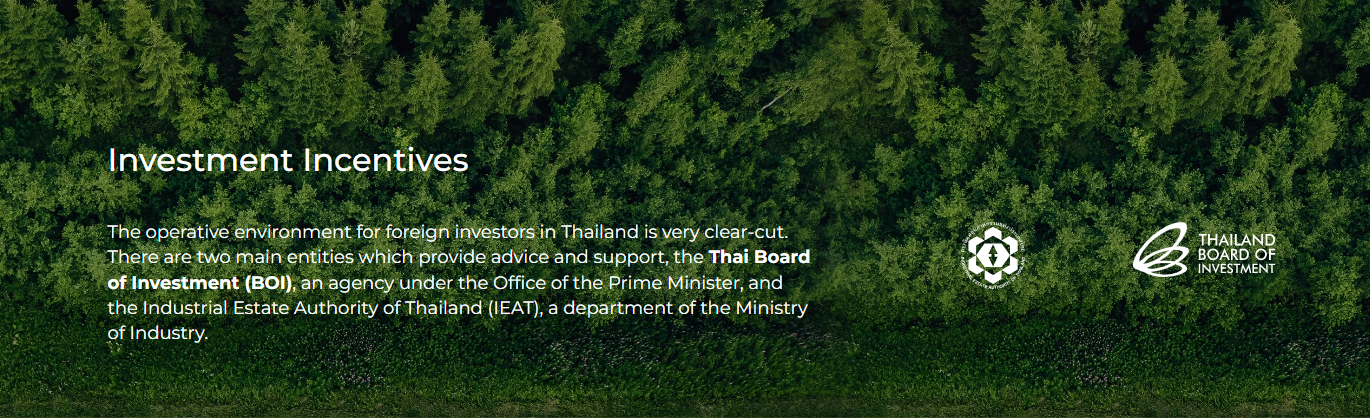 Investment Incentives
The operative environment for foreign investors in Thailand is very clear-cut.
There are two main entities which provide advice and support, the Thai Board
of Investment (BOI), an agency under the Office of the Prime Minister, and
the Industrial Estate Authority of Thailand (IEAT), a department of the Ministry
of Industry.
THAILAND
BOARD OF
INVESTMENT